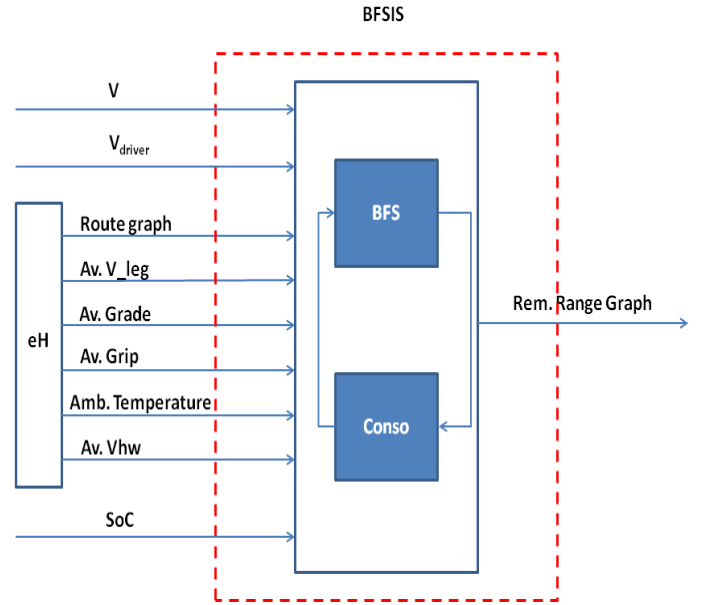 BFSIS
V
Vdriver
Route graph
Av. V_leg
Av. Grade
Av. Grip
Amb. Temperature
Av. Vhw
eH
SoC
BFS
Conso
Rem. Range Graph